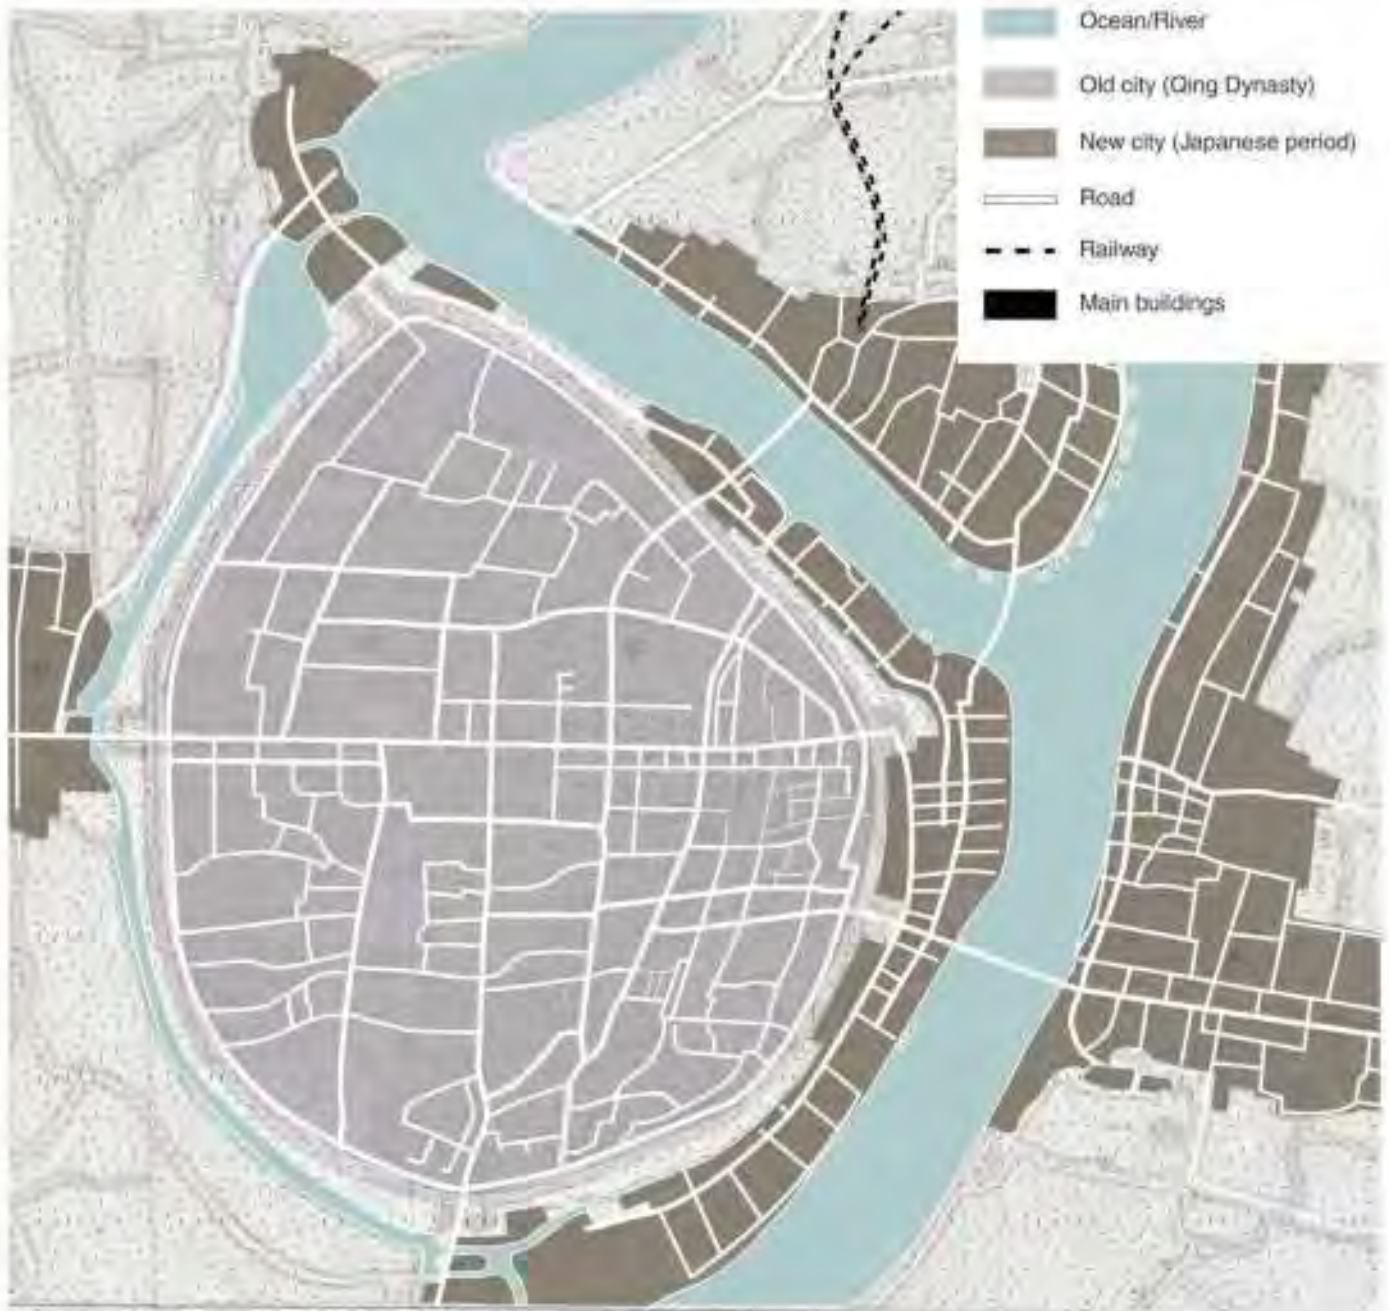 Ocean/River
Old city (Qing Dynasty)
New city (Japanese period)
Road
Railway
Main buildings